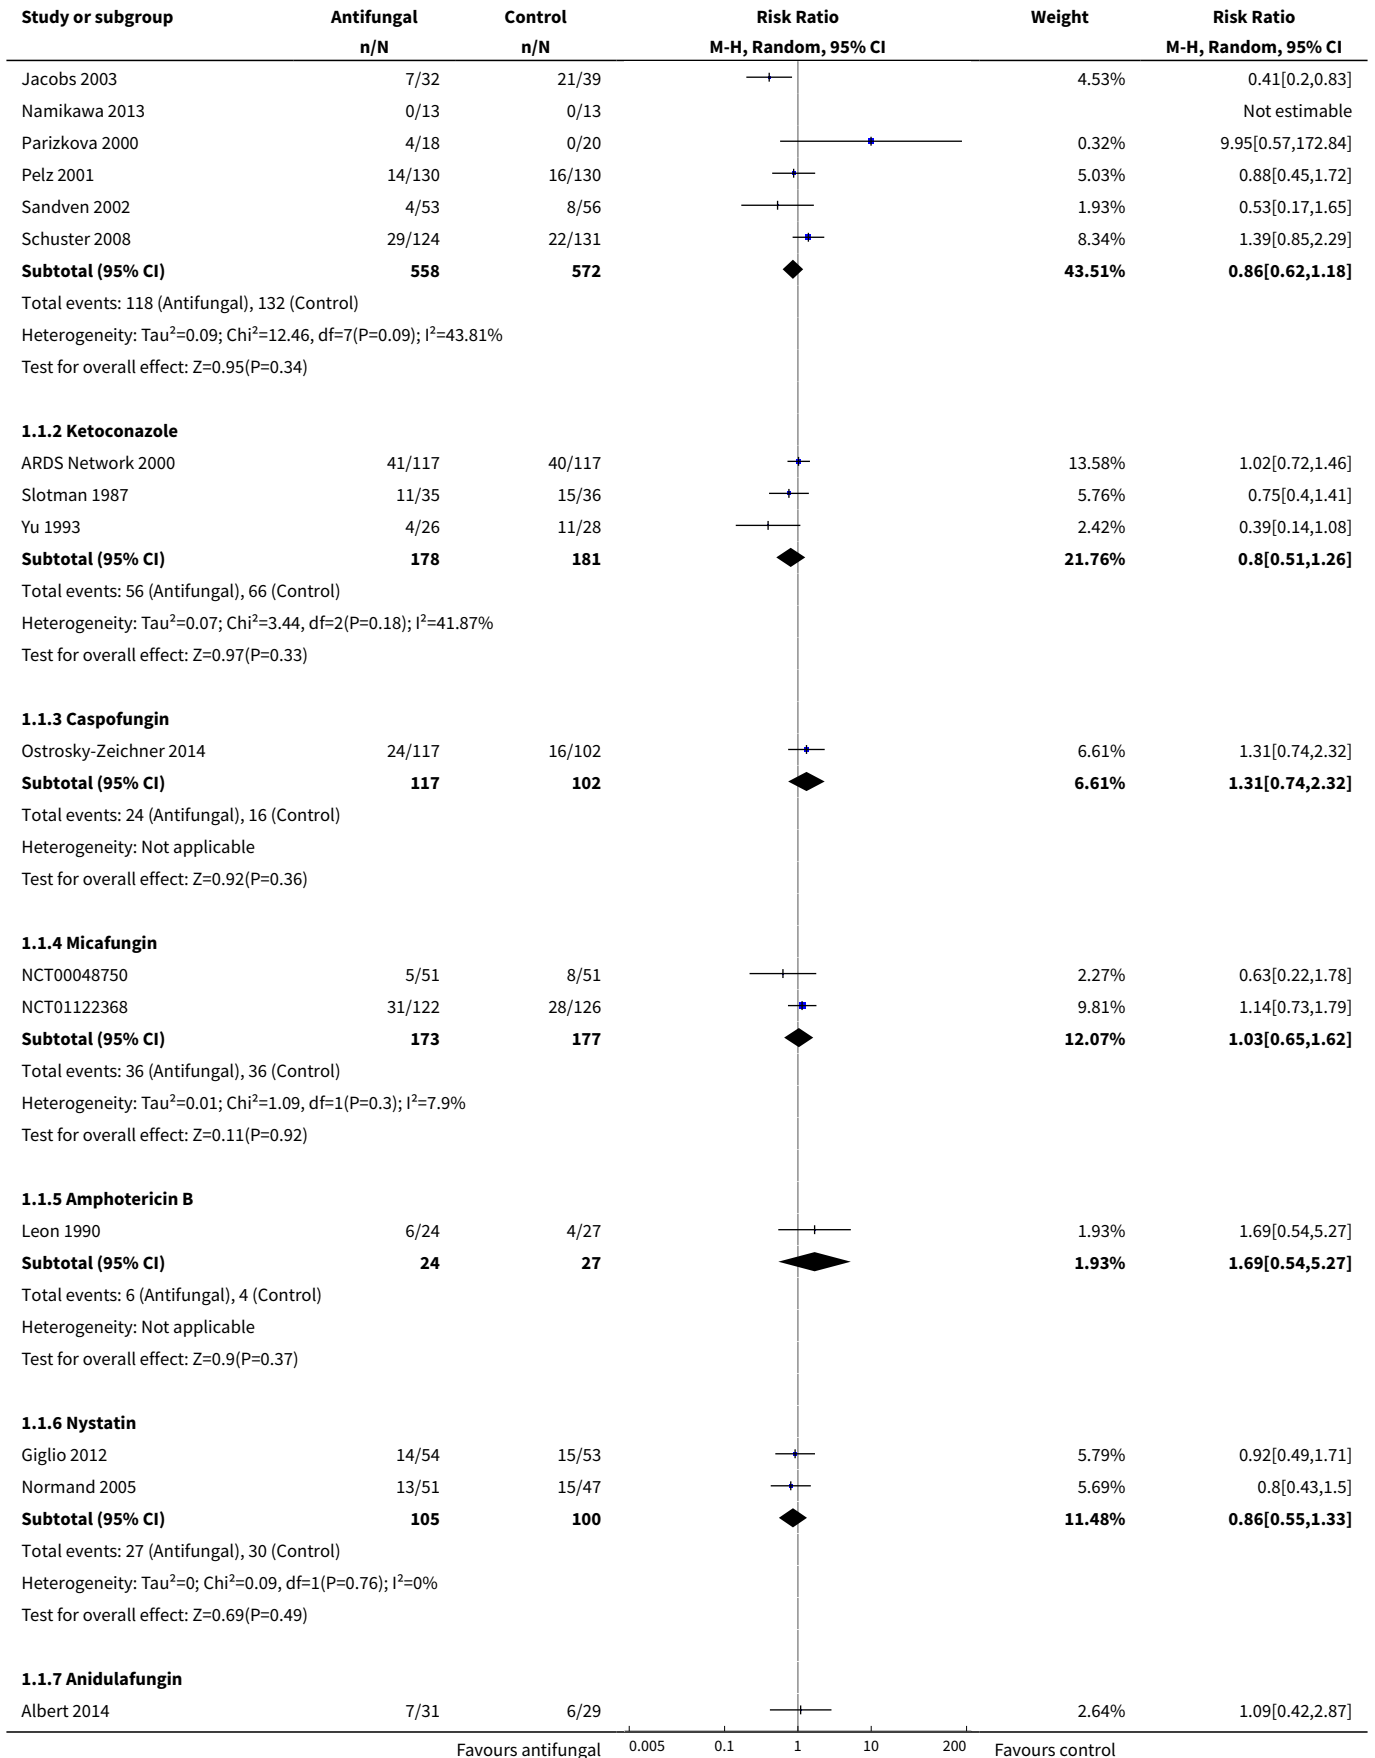 Study or subgroup Antifungal Control Risk Ratio Weight Risk Ratio
n/N n/N M-H, Random, 95% CI M-H, Random, 95% CI
Jacobs 2003 7/32 21/39 4.53% 0.41[0.2,0.83]
Namikawa 2013 0/13 0/13 Not estimable
Parizkova 2000 4/18 0/20 0.32% 9.95[0.57,172.84]
Pelz 2001 14/130 16/130 5.03% 0.88[0.45,1.72]
Sandven 2002 4/53 8/56 1.93% 0.53[0.17,1.65]
Schuster 2008 29/124 22/131 8.34% 1.39[0.85,2.29]
Subtotal (95% CI) 558 572 43.51% 0.86[0.62,1.18]
Total events: 118 (Antifungal), 132 (Control)
Heterogeneity: Tau²=0.09; Chi²=12.46, df=7(P=0.09); I²=43.81%
Test for overall effect: Z=0.95(P=0.34)
1.1.2 Ketoconazole
ARDS Network 2000 41/117 40/117 13.58% 1.02[0.72,1.46]
Slotman 1987 11/35 15/36 5.76% 0.75[0.4,1.41]
Yu 1993 4/26 11/28 2.42% 0.39[0.14,1.08]
Subtotal (95% CI) 178 181 21.76% 0.8[0.51,1.26]
Total events: 56 (Antifungal), 66 (Control)
Heterogeneity: Tau²=0.07; Chi²=3.44, df=2(P=0.18); I²=41.87%
Test for overall effect: Z=0.97(P=0.33)
1.1.3 Caspofungin
Ostrosky-Zeichner 2014 24/117 16/102 6.61% 1.31[0.74,2.32]
Subtotal (95% CI) 117 102 6.61% 1.31[0.74,2.32]
Total events: 24 (Antifungal), 16 (Control)
Heterogeneity: Not applicable
Test for overall effect: Z=0.92(P=0.36)
1.1.4 Micafungin
NCT00048750 5/51 8/51 2.27% 0.63[0.22,1.78]
NCT01122368 31/122 28/126 9.81% 1.14[0.73,1.79]
Subtotal (95% CI) 173 177 12.07% 1.03[0.65,1.62]
Total events: 36 (Antifungal), 36 (Control)
Heterogeneity: Tau²=0.01; Chi²=1.09, df=1(P=0.3); I²=7.9%
Test for overall effect: Z=0.11(P=0.92)
1.1.5 Amphotericin B
Leon 1990 6/24 4/27 1.93% 1.69[0.54,5.27]
Subtotal (95% CI) 24 27 1.93% 1.69[0.54,5.27]
Total events: 6 (Antifungal), 4 (Control)
Heterogeneity: Not applicable
Test for overall effect: Z=0.9(P=0.37)
1.1.6 Nystatin
Giglio 2012 14/54 15/53 5.79% 0.92[0.49,1.71]
Normand 2005 13/51 15/47 5.69% 0.8[0.43,1.5]
Subtotal (95% CI) 105 100 11.48% 0.86[0.55,1.33]
Total events: 27 (Antifungal), 30 (Control)
Heterogeneity: Tau²=0; Chi²=0.09, df=1(P=0.76); I²=0%
Test for overall effect: Z=0.69(P=0.49)
1.1.7 Anidulafungin
Albert 2014 7/31 6/29 2.64% 1.09[0.42,2.87]
Favours antifungal 0.005 0.1 1 10 200 Favours control